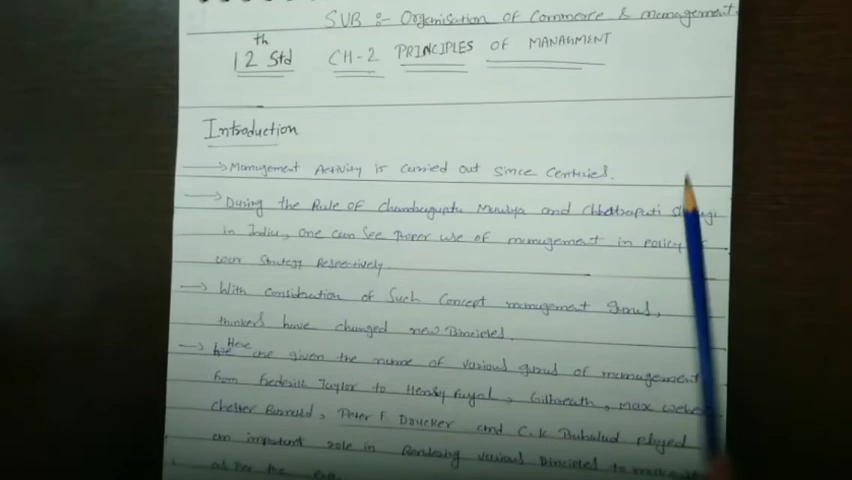 SUB :- Organisation of Commerce & management.
12th Std CH-2 PRINCIPLES OF MANAGMENT
Introduction
→ Management Activity is carried out since Centuries.
→ During the Rule of Chandragupta Maurya and Chhatrapati
in India, one can see Proper use of management in policy
war Strategy Respectively
→ With consideration of Such Concept management gurus,
thinkers have changed new Principles.
→ Here are given the name of various gurus of management
from Frederick Taylor to Henry Fayol, Gilbreath, Max Weber
Chester Barnard, Peter F Drucker and C.K Prahalad played
an important role in Rendering various Principles to
as Per the